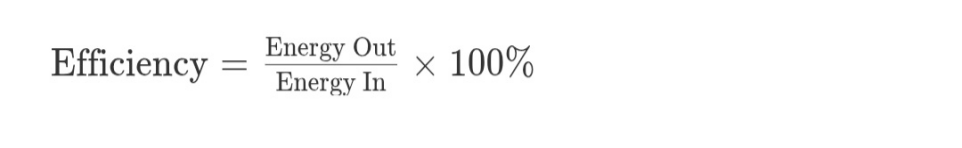 Efficiency = Energy Out / Energy In × 100%